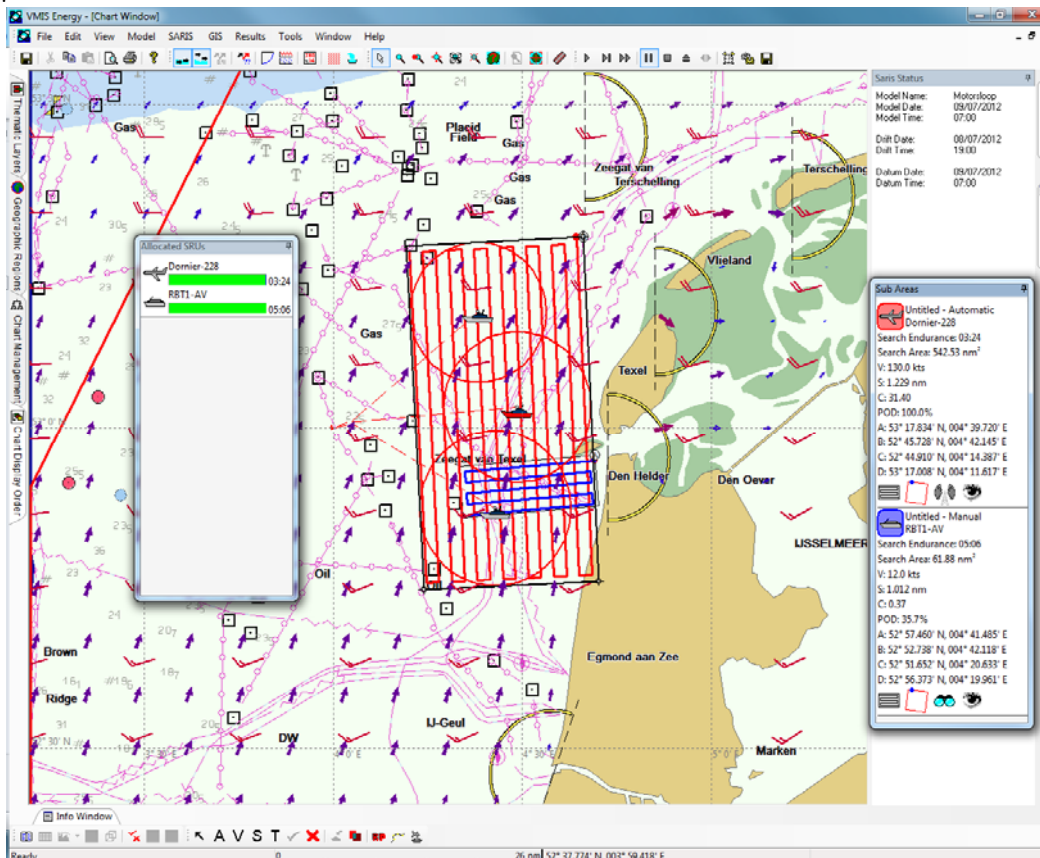 VMIS Energy - [Chart Window]
File Edit View Model SARIS GIS Results Tools Window Help
Thematic Layers
Geographic Regions
Chart Management
Chart Display Order
Saris Status
Model Name: Motorsloop
Model Date: 09/07/2012
Model Time: 07:00
Drift Date: 08/07/2012
Drift Time: 19:00
Datum Date: 09/07/2012
Datum Time: 07:00
Allocated SRUs
Dornier-228
03:24
RBT1-AV
05:06
Gas
Placid
Field
Gas
Gas
Gas
Zeegat van
Terschelling
Terschelling
Vlieland
Gas
Texel
Zeegat van Texel
Den Helder
Den Oever
IJSSELMEER
Oil
Oil
Brown
Ridge
Egmond aan Zee
IJ-Geul
DW
Marken
Sub Areas
Untitled - Automatic
Dornier-228
Search Endurance: 03:24
Search Area: 542.53 nm²
V: 130.0 kts
S: 1.229 nm
C: 31.40
POD: 100.0%
A: 53° 17.834' N, 004° 39.720' E
B: 52° 45.728' N, 004° 42.145' E
C: 52° 44.910' N, 004° 14.387' E
D: 53° 17.008' N, 004° 11.617' E
Untitled - Manual
RBT1-AV
Search Endurance: 05:06
Search Area: 61.88 nm²
V: 12.0 kts
S: 1.012 nm
C: 0.37
POD: 35.7%
A: 52° 57.460' N, 004° 41.485' E
B: 52° 52.738' N, 004° 42.118' E
C: 52° 51.652' N, 004° 20.633' E
D: 52° 56.373' N, 004° 19.961' E
Info Window
A V S T
Ready 0 26 nm 52° 37.774' N, 003° 59.418' E